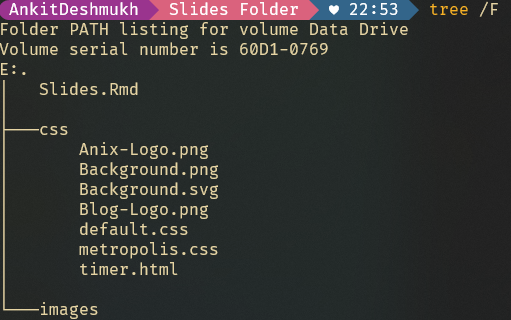 AnkitDeshmukh Slides Folder ♥ 22:53 tree /F
Folder PATH listing for volume Data Drive
Volume serial number is 60D1-0769
E:.
│   Slides.Rmd
│
├───css
│       Anix-Logo.png
│       Background.png
│       Background.svg
│       Blog-Logo.png
│       default.css
│       metropolis.css
│       timer.html
│
└───images